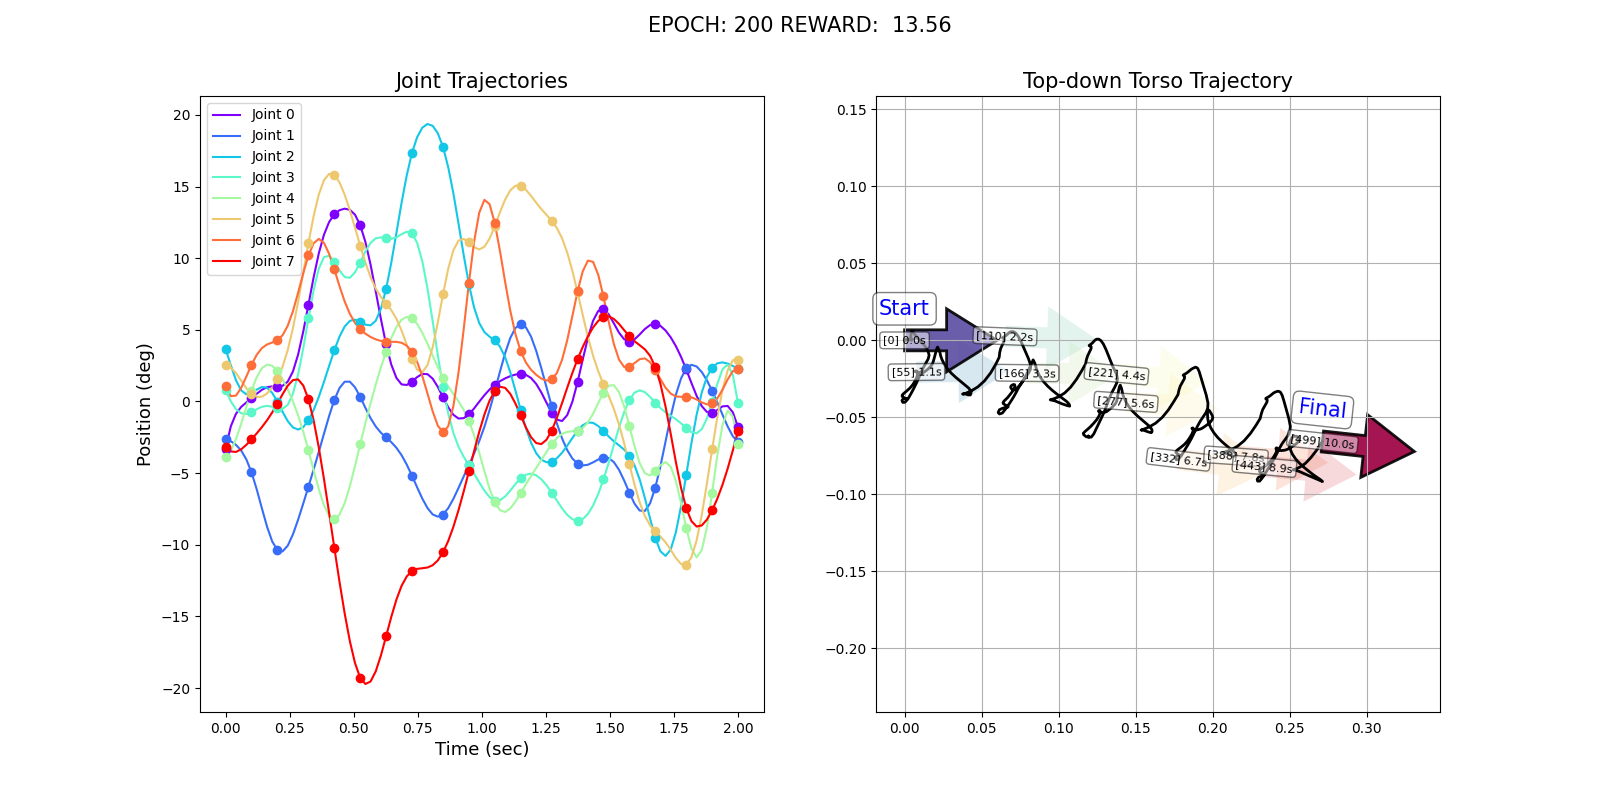 EPOCH: 200 REWARD:  13.56
Joint Trajectories
Joint 0
Joint 1
Joint 2
Joint 3
Joint 4
Joint 5
Joint 6
Joint 7
Position (deg)
20
15
10
5
0
−5
−10
−15
−20
0.00 0.25 0.50 0.75 1.00 1.25 1.50 1.75 2.00
Time (sec)
Top-down Torso Trajectory
0.15
0.10
0.05
0.00
−0.05
−0.10
−0.15
−0.20
Start
[0] 0.0s
[55] 1.1s
[110] 2.2s
[166] 3.3s
[221] 4.4s
[277] 5.6s
[332] 6.7s
[388] 7.8s
[443] 8.9s
[499] 10.0s
Final
0.00 0.05 0.10 0.15 0.20 0.25 0.30